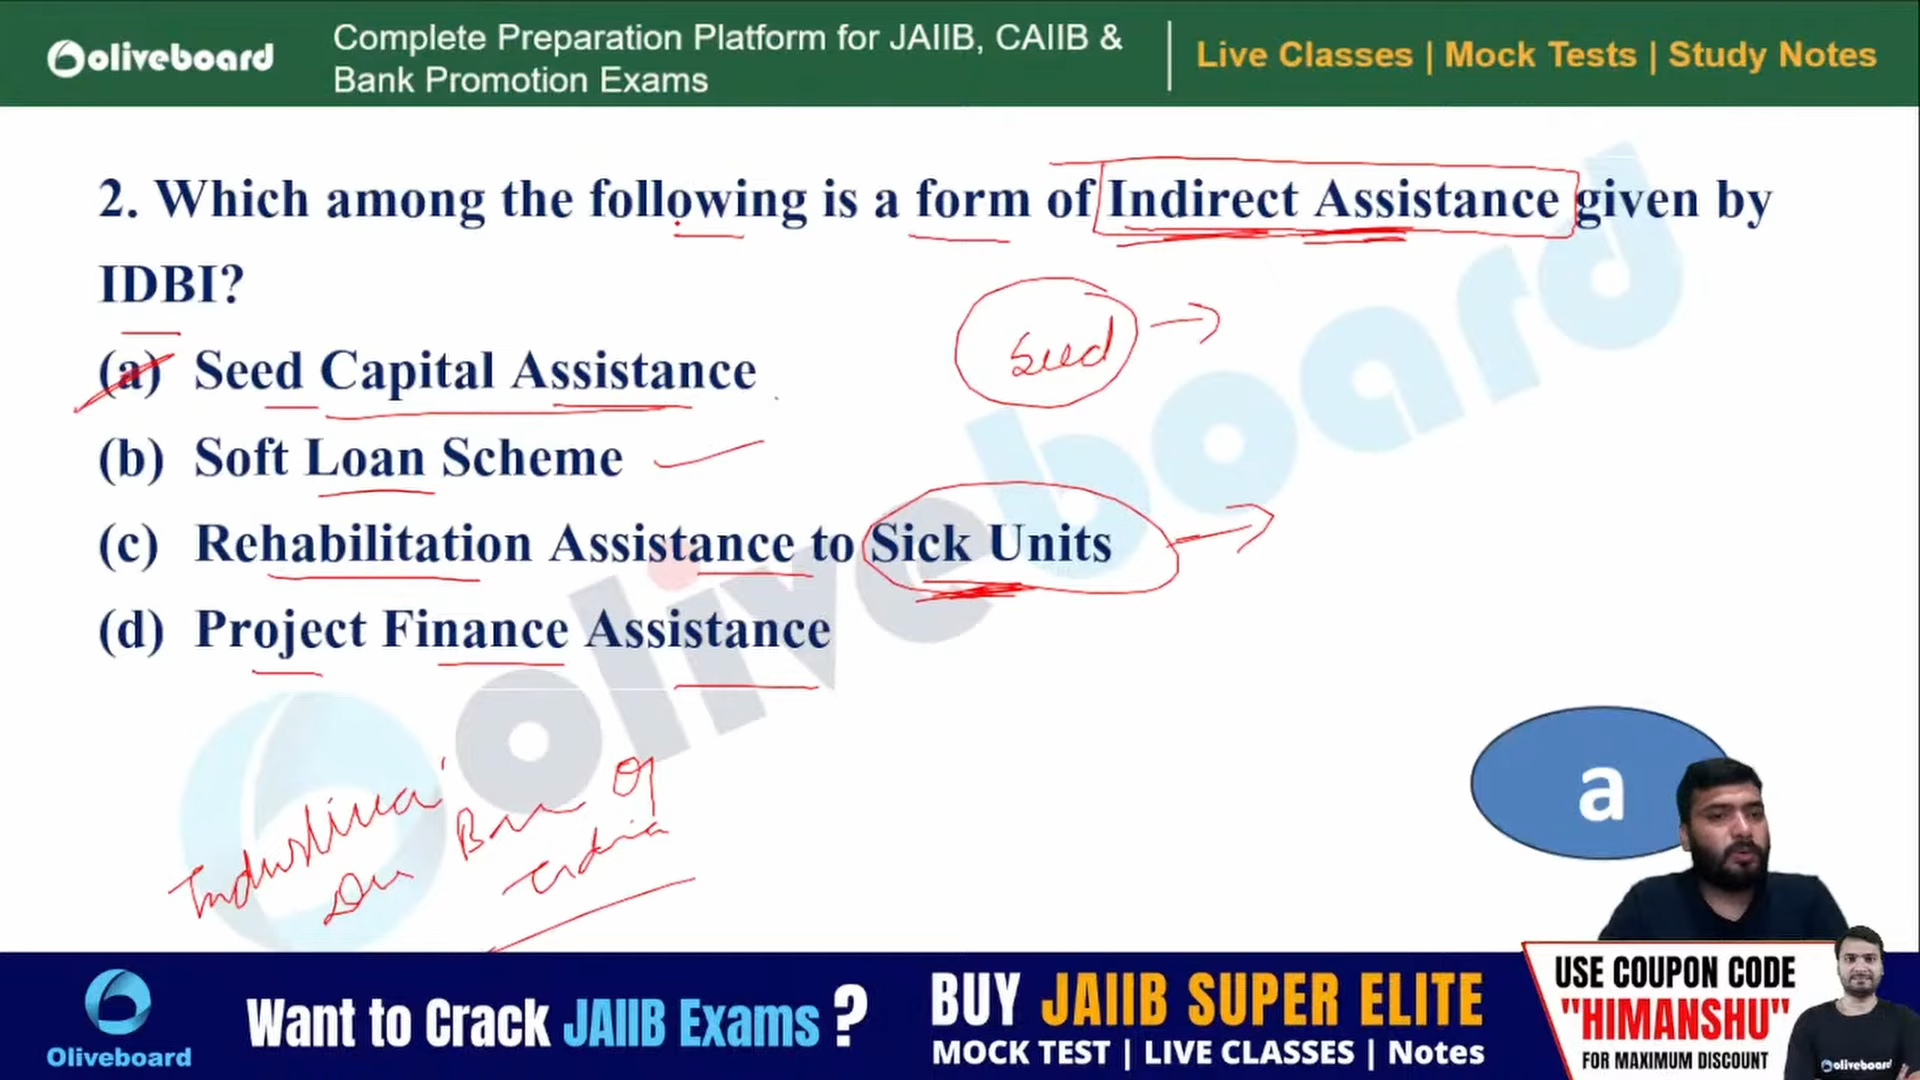 oliveboard
Complete Preparation Platform for JAIIB, CAIIB &
Bank Promotion Exams
Live Classes | Mock Tests | Study Notes
2. Which among the following is a form of Indirect Assistance given by
IDBI?
Seed
(a) Seed Capital Assistance
(b) Soft Loan Scheme
(c) Rehabilitation Assistance to Sick Units
(d) Project Finance Assistance
oliveboard
a
Of
India
Oliveboard
Want to Crack JAIIB Exams ?
BUY JAIIB SUPER ELITE
MOCK TEST | LIVE CLASSES | Notes
USE COUPON CODE
"HIMANSHU"
FOR MAXIMUM DISCOUNT
oliveboard